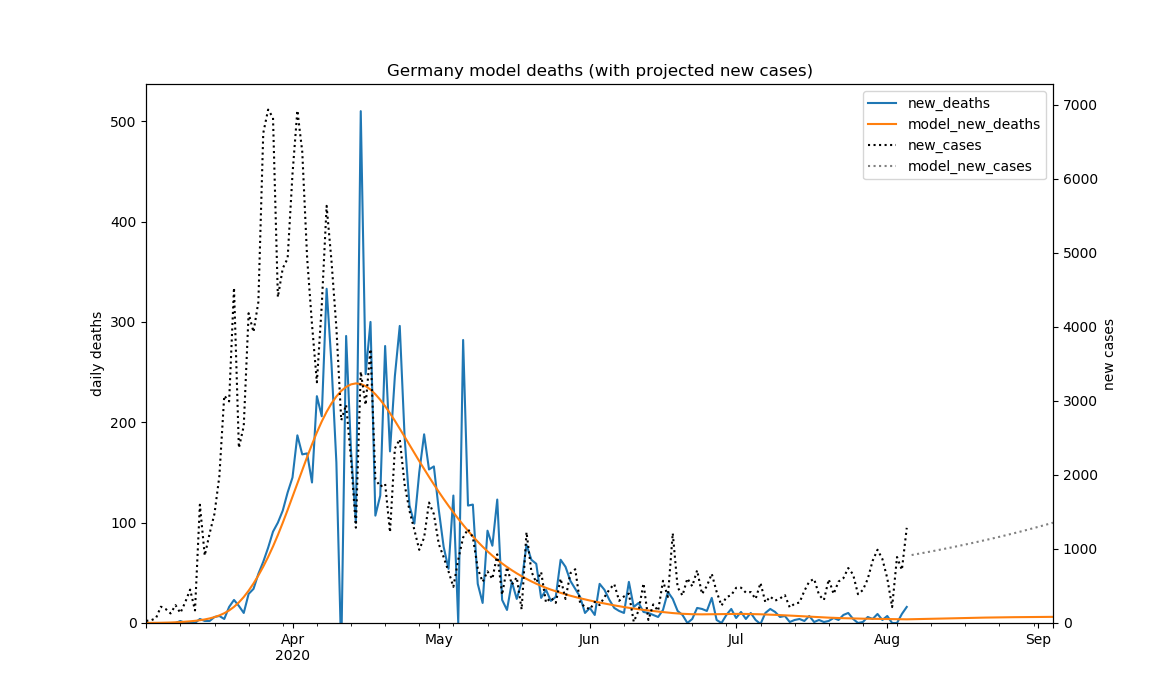 Germany model deaths (with projected new cases)
new_deaths
model_new_deaths
new_cases
model_new_cases
daily deaths
500
400
300
200
100
0
7000
6000
5000
4000
3000
2000
1000
0
new cases
Apr
2020
May
Jun
Jul
Aug
Sep